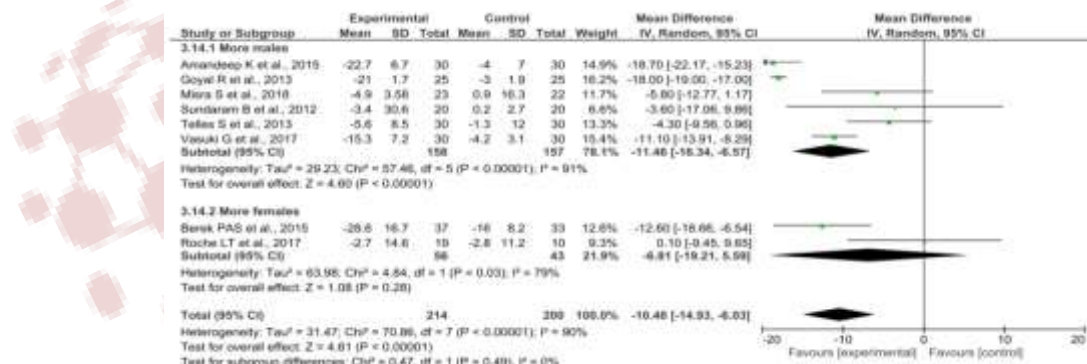 Experimental Control Mean Difference Mean Difference
Study or Subgroup Mean SD Total Mean SD Total Weight IV, Random, 95% CI IV, Random, 95% CI
3.14.1 More males
Amandeep K et al., 2015 -22.7 6.7 30 -4 7 30 14.9% -18.70 [-22.17, -15.23]
Goyal R et al., 2013 -21 1.7 25 -3 1.9 25 16.2% -18.00 [-19.00, -17.00]
Misra S et al., 2018 -4.9 3.58 23 0.9 16.3 22 -5.80 [-12.77, 1.17]
Sundaram B et al., 2012 -3.4 30.6 20 0.2 2.7 20 6.6% -3.60 [-17.06, 9.86]
Telles S et al., 2013 -5.6 8.5 30 -1.3 12 30 13.3% -4.30 [-9.56, 0.96]
Vasuki G et al., 2017 -15.3 7.2 30 -4.2 3.1 30 15.4% -11.10 [-13.91, -8.29]
Subtotal (95% CI) 158 157 78.1% -11.46 [-16.34, -6.57]
Heterogeneity: Tau² = 29.23; Chi² = 57.46, df = 5 (P < 0.00001); I² = 91%
Test for overall effect: Z = 4.60 (P < 0.00001)
3.14.2 More females
Berek PAS et al., 2015 -28.6 16.7 37 -16 8.2 33 12.6% -12.60 [-18.66, -6.54]
Roche LT et al., 2017 -2.7 14.6 19 -2.8 11.2 10 9.3% 0.10 [-9.45, 9.65]
Subtotal (95% CI) 56 43 21.9% -6.81 [-19.21, 5.59]
Heterogeneity: Tau² = 63.98; Chi² = 4.84, df = 1 (P = 0.03); I² = 79%
Test for overall effect: Z = 1.08 (P = 0.28)
Total (95% CI) 214 200 100.0% -10.48 [-14.93, -6.03]
Heterogeneity: Tau² = 31.47; Chi² = 70.86, df = 7 (P < 0.00001); I² = 90%
Test for overall effect: Z = 4.61 (P < 0.00001)
Test for subgroup differences: Chi² = 0.47, df = 1 (P = 0.49), I² = 0%
-20 -10 0 10 20
Favours [experimental] Favours [control]